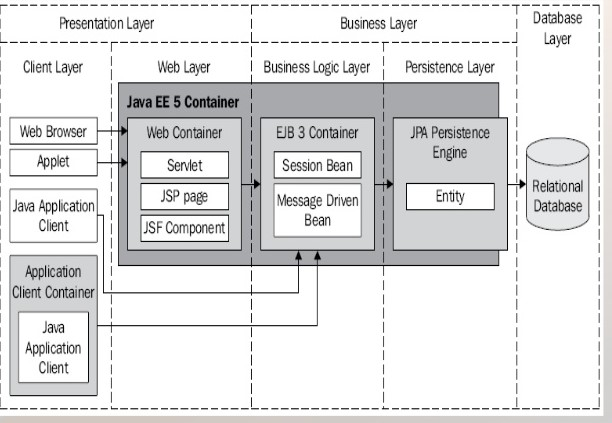 Presentation Layer
Business Layer
Database
Layer
Client Layer
Web Layer
Business Logic Layer
Persistence Layer
Java EE 5 Container
Web Browser
Applet
Java Application
Client
Application
Client Container
Java
Application
Client
Web Container
Servlet
JSP page
JSF Component
EJB 3 Container
Session Bean
Message Driven
Bean
JPA Persistence
Engine
Entity
Relational
Database